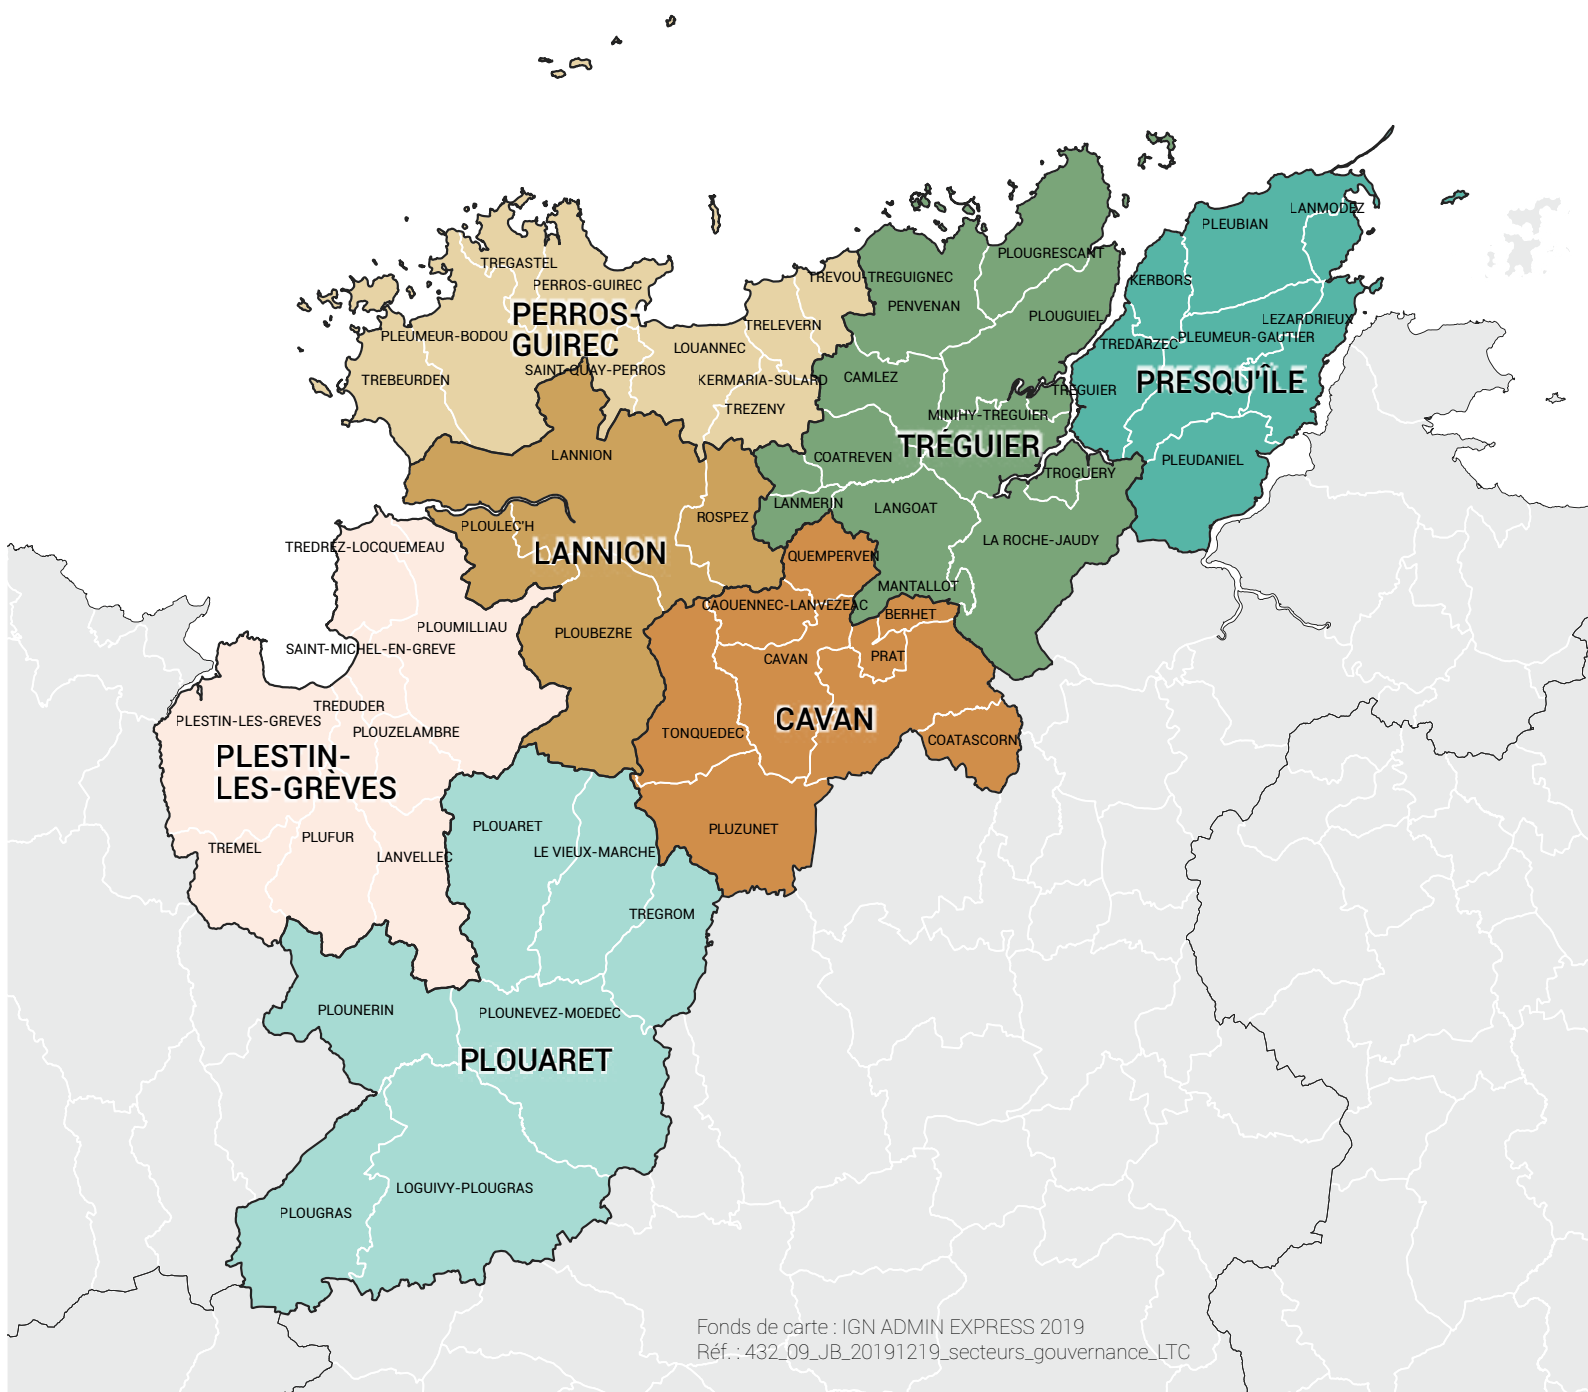 LANMODEZ
PLEUBIAN
PLOUGRESCANT
TREGASTEL
TREVOU-TREGUIGNEC
KERBORS
PERROS-GUIREC
PENVENAN
PERROS-
GUIREC
PLOUGUIEL
LEZARDRIEUX
TRELEVERN
PLEUMEUR-BODOU
PLEUMEUR-GAUTIER
TREDARZEC
LOUANNEC
SAINT-QUAY-PERROS
CAMLEZ
TREBEURDEN
KERMARIA-SULARD
PRESQU'ÎLE
TREGUIER
TREZENY
MINIHY-TREGUIER
TRÉGUIER
LANNION
COATREVEN
PLEUDANIEL
TROGUERY
LANMERIN
LANGOAT
ROSPEZ
PLOULEC'H
LA ROCHE-JAUDY
TREDREZ-LOCQUEMEAU
LANNION
QUEMPERVEN
MANTALLOT
CAOUENNEC-LANVEZEAC
BERHET
PLOUMILLIAU
PLOUBEZRE
SAINT-MICHEL-EN-GREVE
CAVAN
PRAT
TREDUDER
PLESTIN-LES-GREVES
CAVAN
PLOUZELAMBRE
TONQUEDEC
COATASCORN
PLESTIN-
LES-GRÈVES
PLOUARET
PLUZUNET
PLUFUR
TREMEL
LANVELLEC
LE VIEUX-MARCHE
TREGROM
PLOUNERIN
PLOUNEVEZ-MOEDEC
PLOUARET
LOGUIVY-PLOUGRAS
PLOUGRAS
Fonds de carte : IGN ADMIN EXPRESS 2019
Réf. : 432_09_JB_20191219_secteurs_gouvernance_LTC